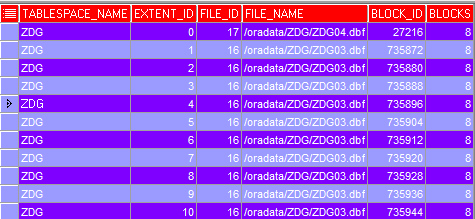 TABLESPACE_NAME EXTENT_ID FILE_ID FILE_NAME BLOCK_ID BLOCKS
ZDG 0 17 /oradata/ZDG/ZDG04.dbf 27216 8
ZDG 1 16 /oradata/ZDG/ZDG03.dbf 735872 8
ZDG 2 16 /oradata/ZDG/ZDG03.dbf 735880 8
ZDG 3 16 /oradata/ZDG/ZDG03.dbf 735888 8
ZDG 4 16 /oradata/ZDG/ZDG03.dbf 735896 8
ZDG 5 16 /oradata/ZDG/ZDG03.dbf 735904 8
ZDG 6 16 /oradata/ZDG/ZDG03.dbf 735912 8
ZDG 7 16 /oradata/ZDG/ZDG03.dbf 735920 8
ZDG 8 16 /oradata/ZDG/ZDG03.dbf 735928 8
ZDG 9 16 /oradata/ZDG/ZDG03.dbf 735936 8
ZDG 10 16 /oradata/ZDG/ZDG03.dbf 735944 8